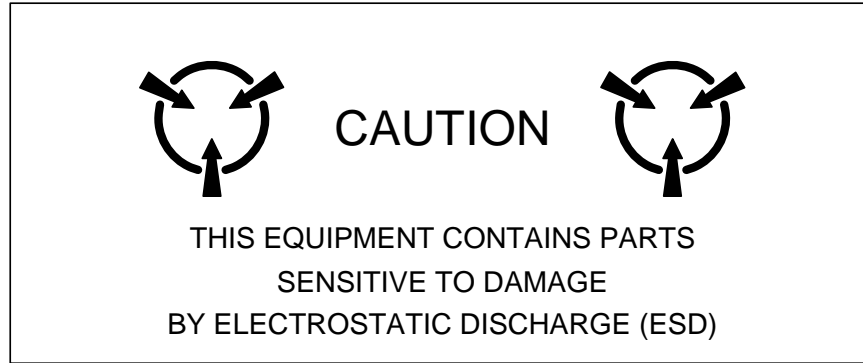 CAUTION
THIS EQUIPMENT CONTAINS PARTS
SENSITIVE TO DAMAGE
BY ELECTROSTATIC DISCHARGE (ESD)